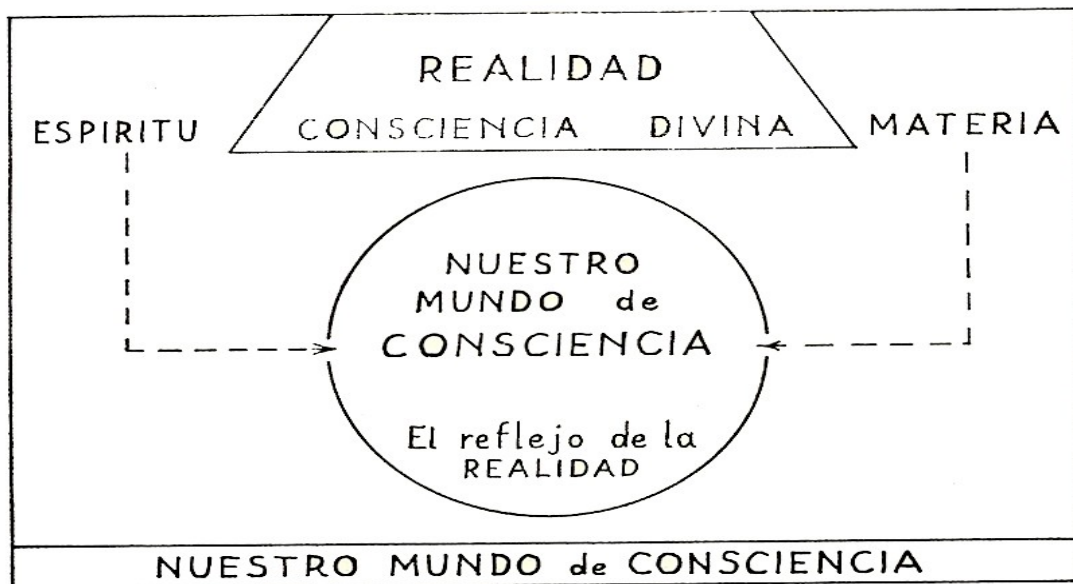 REALIDAD
ESPIRITU
CONSCIENCIA DIVINA
MATERIA
NUESTRO
MUNDO de
CONSCIENCIA
El reflejo de la
REALIDAD
NUESTRO MUNDO de CONSCIENCIA